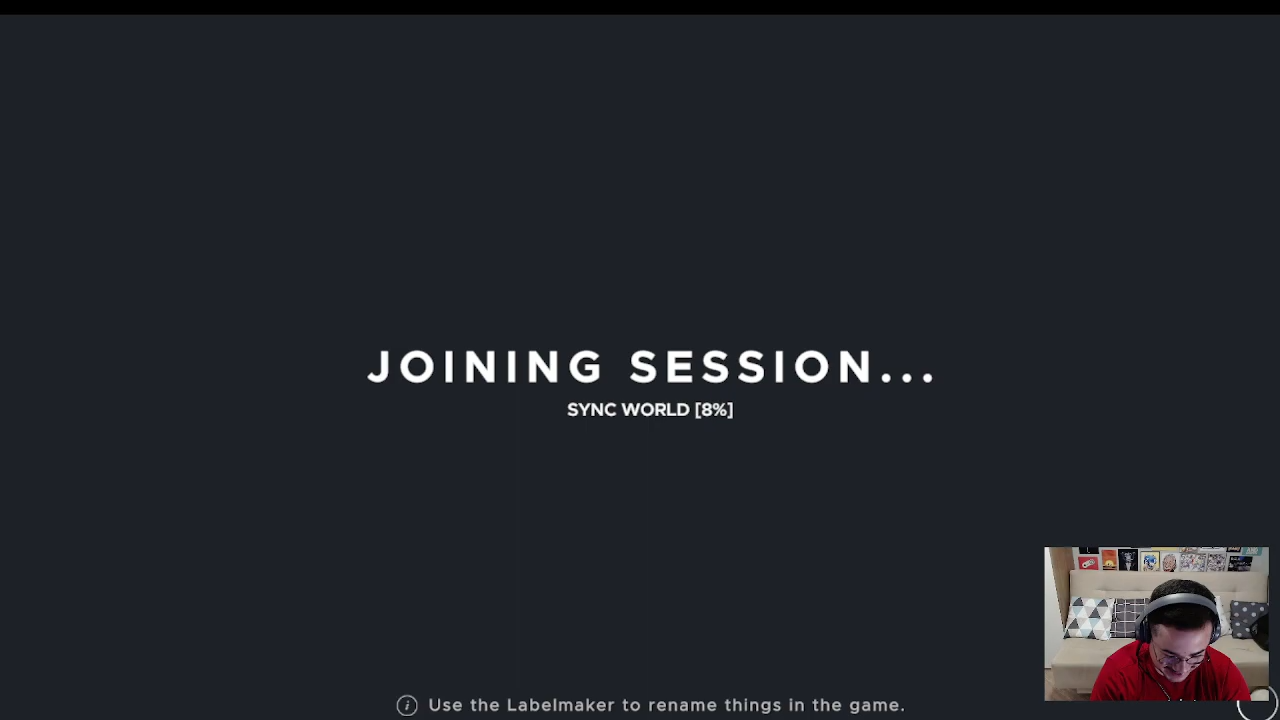 JOINING SESSION...
SYNC WORLD [8%]
Use the Labelmaker to rename things in the game.